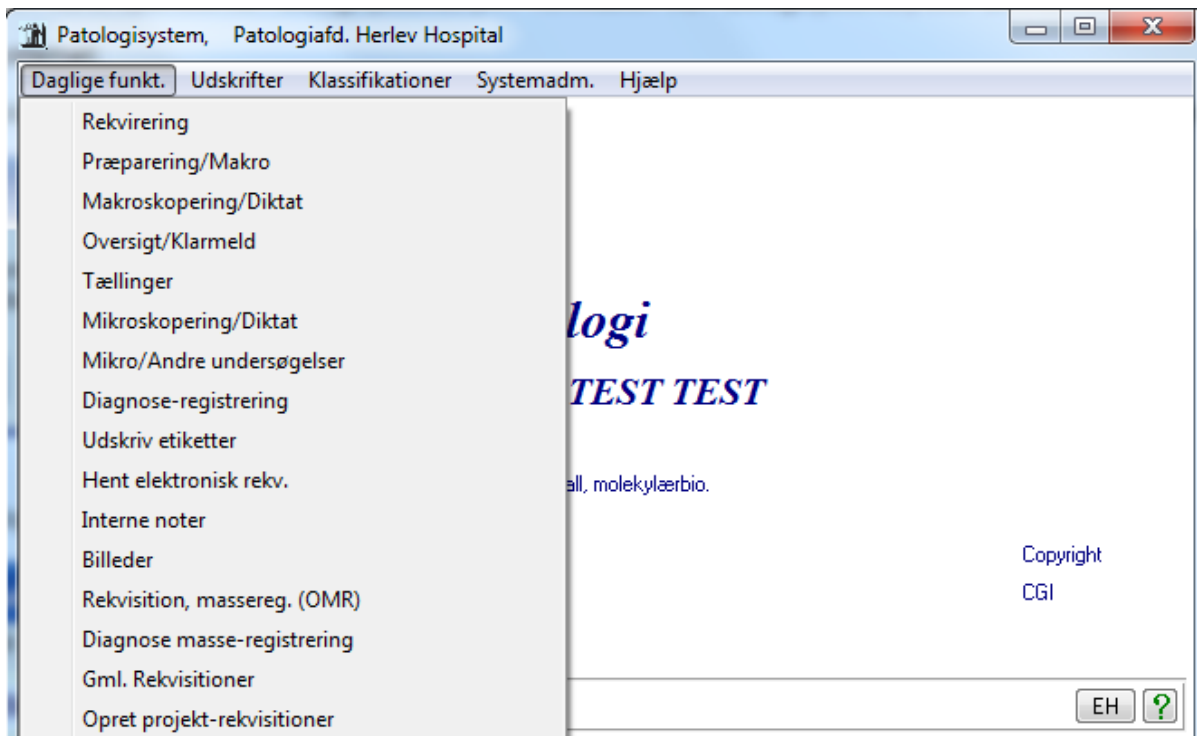 Patologisystem, Patologiafd. Herlev Hospital
Daglige funkt. Udskrifter Klassifikationer Systemadm. Hjælp
Rekvirering
Præparering/Makro
Makroskopering/Diktat
Oversigt/Klarmeld
Tællinger
Mikroskopering/Diktat
Mikro/Andre undersøgelser
Diagnose-registrering
Udskriv etiketter
Hent elektronisk rekv.
Interne noter
Billeder
Rekvisition, massereg. (OMR)
Diagnose masse-registrering
Gml. Rekvisitioner
Opret projekt-rekvisitioner
logi
TEST TEST
all, molekylærbio.
Copyright
CGI
EH ?